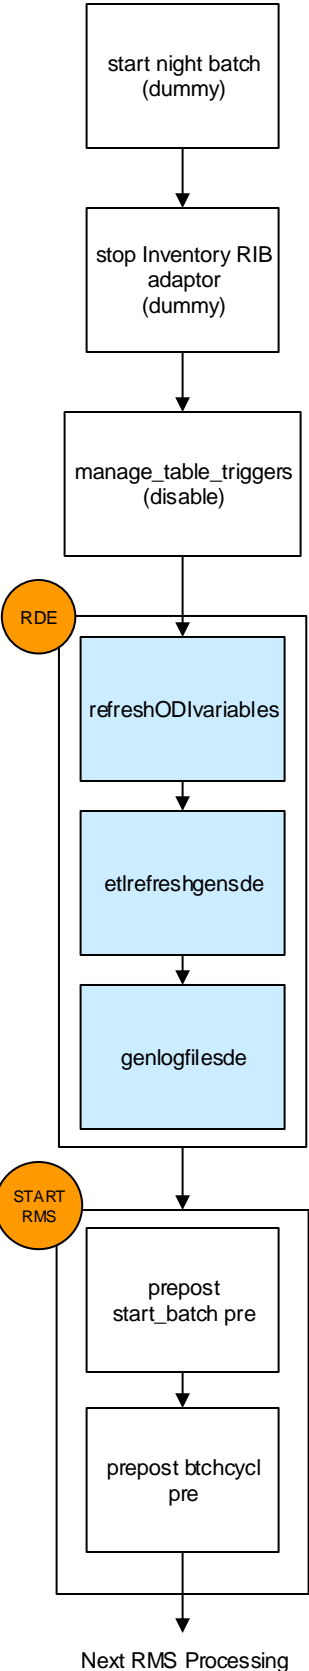 start night batch
(dummy)
stop Inventory RIB
adaptor
(dummy)
manage_table_triggers
(disable)
RDE
refreshODIvariables
etlrefreshgensde
genlogfilesde
START
RMS
prepost
start_batch pre
prepost btchcycl
pre
Next RMS Processing